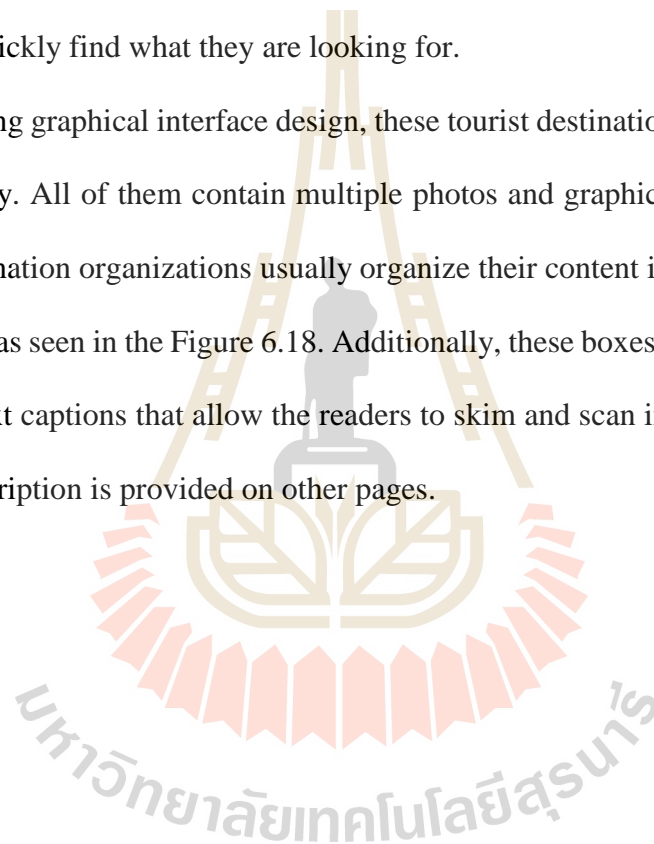 ickly find what they are looking for.
ng graphical interface design, these tourist destinatio
y. All of them contain multiple photos and graphic
nation organizations usually organize their content i
as seen in the Figure 6.18. Additionally, these boxes
xt captions that allow the readers to skim and scan i
ription is provided on other pages.
มหาวิทยาลัยเทคโนโลยีสุรนารี